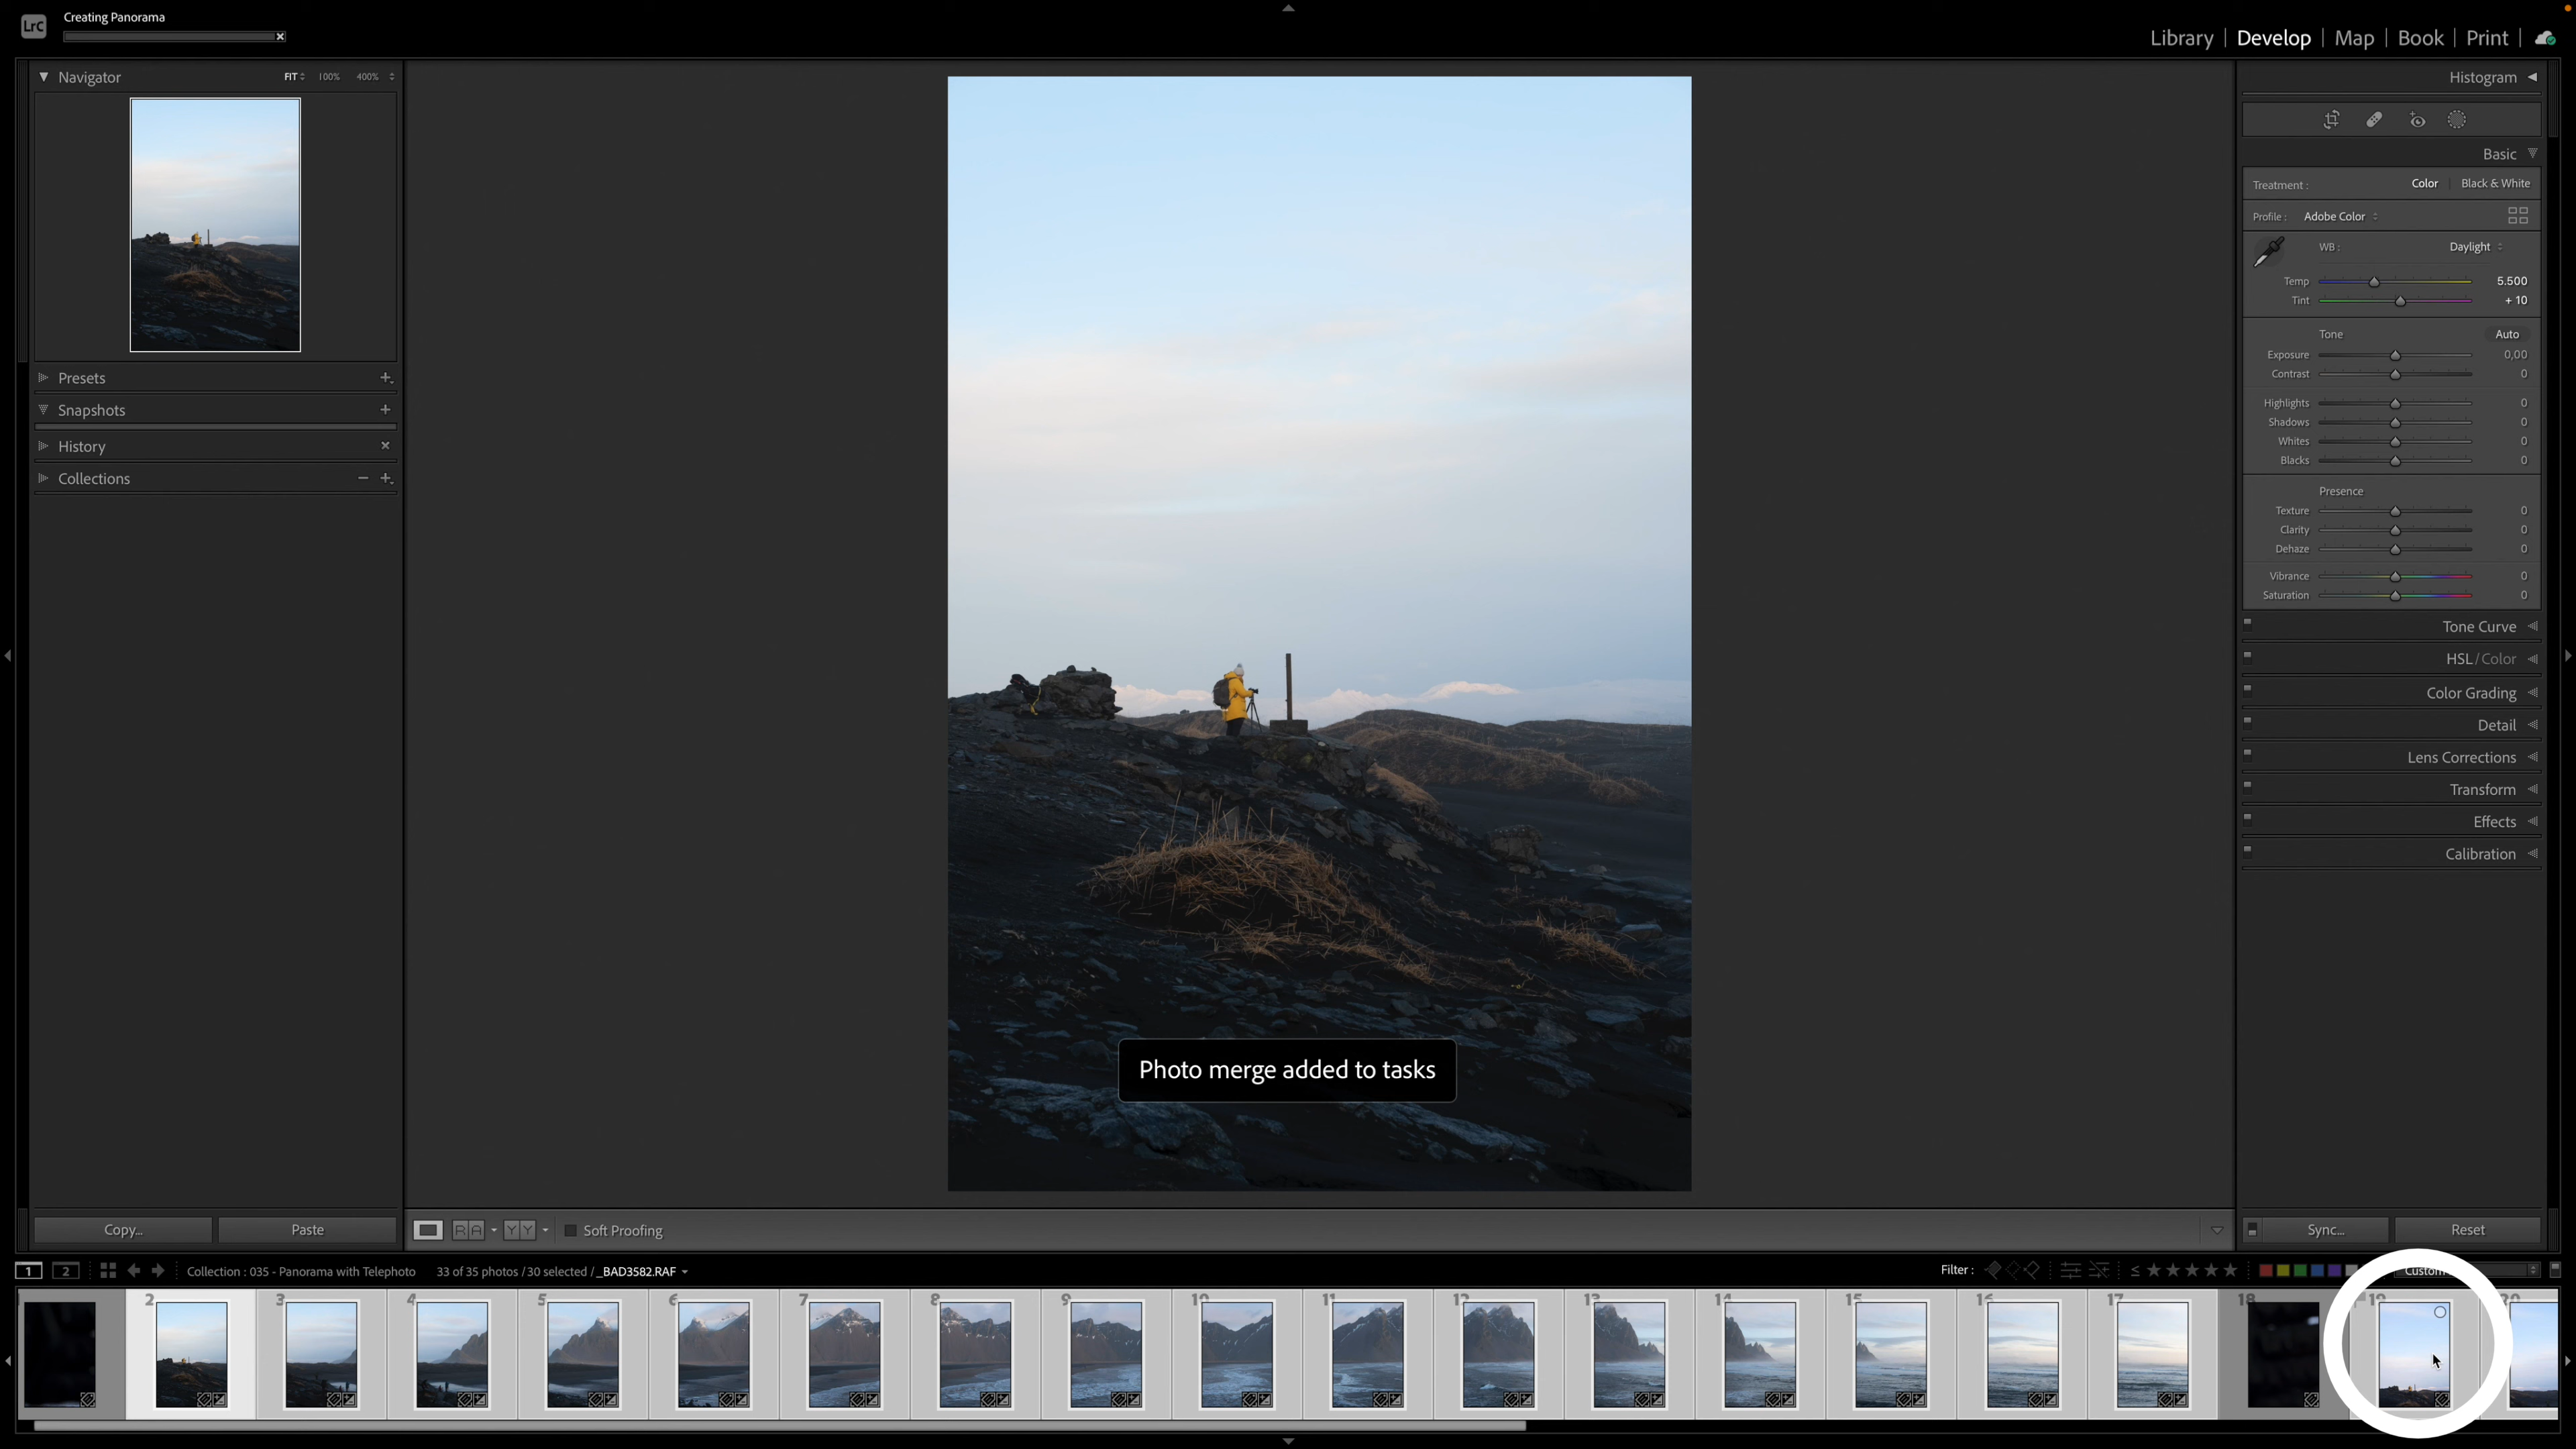 LrC
Creating Panorama
Library | Develop | Map | Book | Print
Navigator
FIT 100% 400%
Presets
Snapshots
History
Collections
Histogram
Basic
Treatment : Color Black & White
Profile : Adobe Color
WB : Daylight
Temp 5.500
Tint + 10
Tone Auto
Exposure 0,00
Contrast 0
Highlights 0
Shadows 0
Whites 0
Blacks 0
Presence
Texture 0
Clarity 0
Dehaze 0
Vibrance 0
Saturation 0
Tone Curve
HSL / Color
Color Grading
Detail
Lens Corrections
Transform
Effects
Calibration
Photo merge added to tasks
Copy... Paste
R A Y Y Soft Proofing
Sync... Reset
1 2 Collection : 035 - Panorama with Telephoto 33 of 35 photos / 30 selected / _BAD3582.RAF
Filter : ≤
2 3 4 5 6 7 8 9 10 11 12 13 14 15 16 17 18 19 20